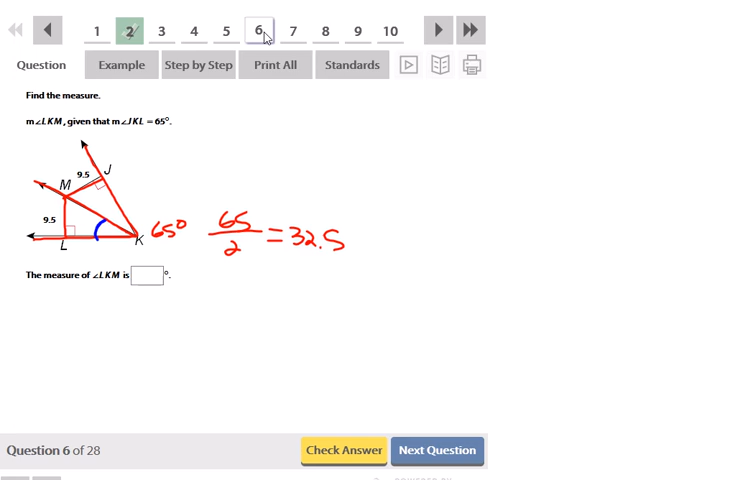 1 2 3 4 5 6 7 8 9 10
Question Example Step by Step Print All Standards
Find the measure.
m∠LKM, given that m∠JKL = 65°.
J
9.5
M
9.5
L
K
65° 65/2 = 32.5
The measure of ∠LKM is °.
Question 6 of 28 Check Answer Next Question